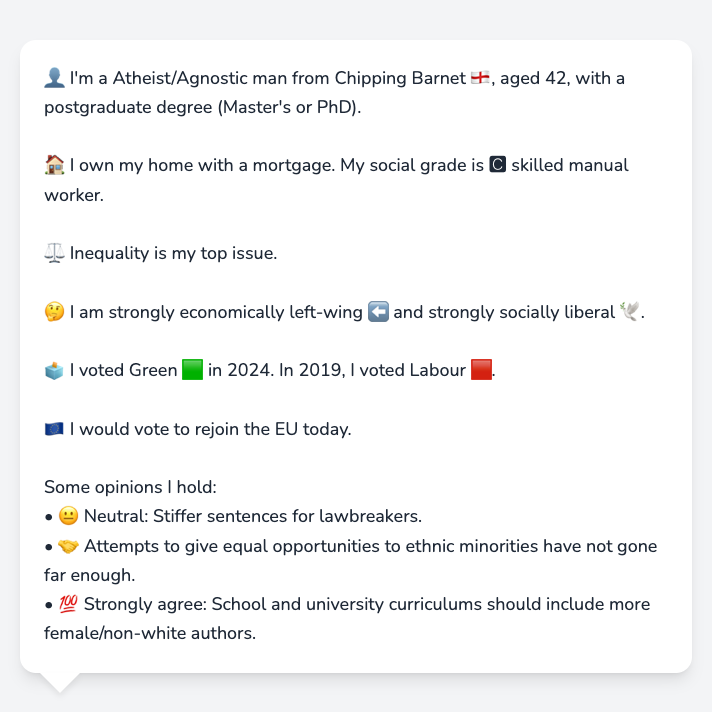 👤 I'm a Atheist/Agnostic man from Chipping Barnet 🏴󠁧󠁢󠁥󠁮󠁧󠁿, aged 42, with a
postgraduate degree (Master's or PhD).
🏠 I own my home with a mortgage. My social grade is 🅲 skilled manual
worker.
⚖️ Inequality is my top issue.
🤔 I am strongly economically left-wing ⬅️ and strongly socially liberal 🕊️.
🗳️ I voted Green 🟩 in 2024. In 2019, I voted Labour 🟥.
🇪🇺 I would vote to rejoin the EU today.
Some opinions I hold:
• 😐 Neutral: Stiffer sentences for lawbreakers.
• 🤝 Attempts to give equal opportunities to ethnic minorities have not gone
far enough.
• 💯 Strongly agree: School and university curriculums should include more
female/non-white authors.